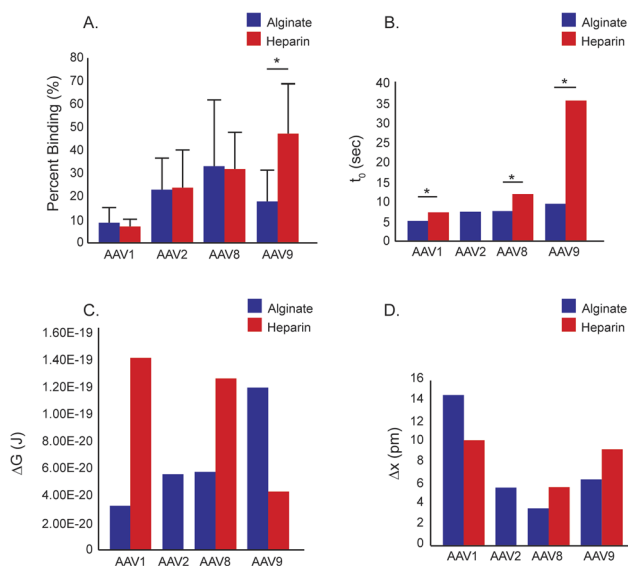 A.
Alginate
Heparin
Percent Binding (%)
80
70
60
50
40
30
20
10
0
*
AAV1 AAV2 AAV8 AAV9
B.
Alginate
Heparin
t0 (sec)
40
35
30
25
20
15
10
5
0
* * *
AAV1 AAV2 AAV8 AAV9
C.
Alginate
Heparin
ΔG (J)
1.60E-19
1.40E-19
1.20E-19
1.20E-19
8.00E-20
6.00E-20
4.00E-20
2.00E-20
0
AAV1 AAV2 AAV8 AAV9
D.
Alginate
Heparin
Δx (pm)
16
14
12
10
8
6
4
2
0
AAV1 AAV2 AAV8 AAV9